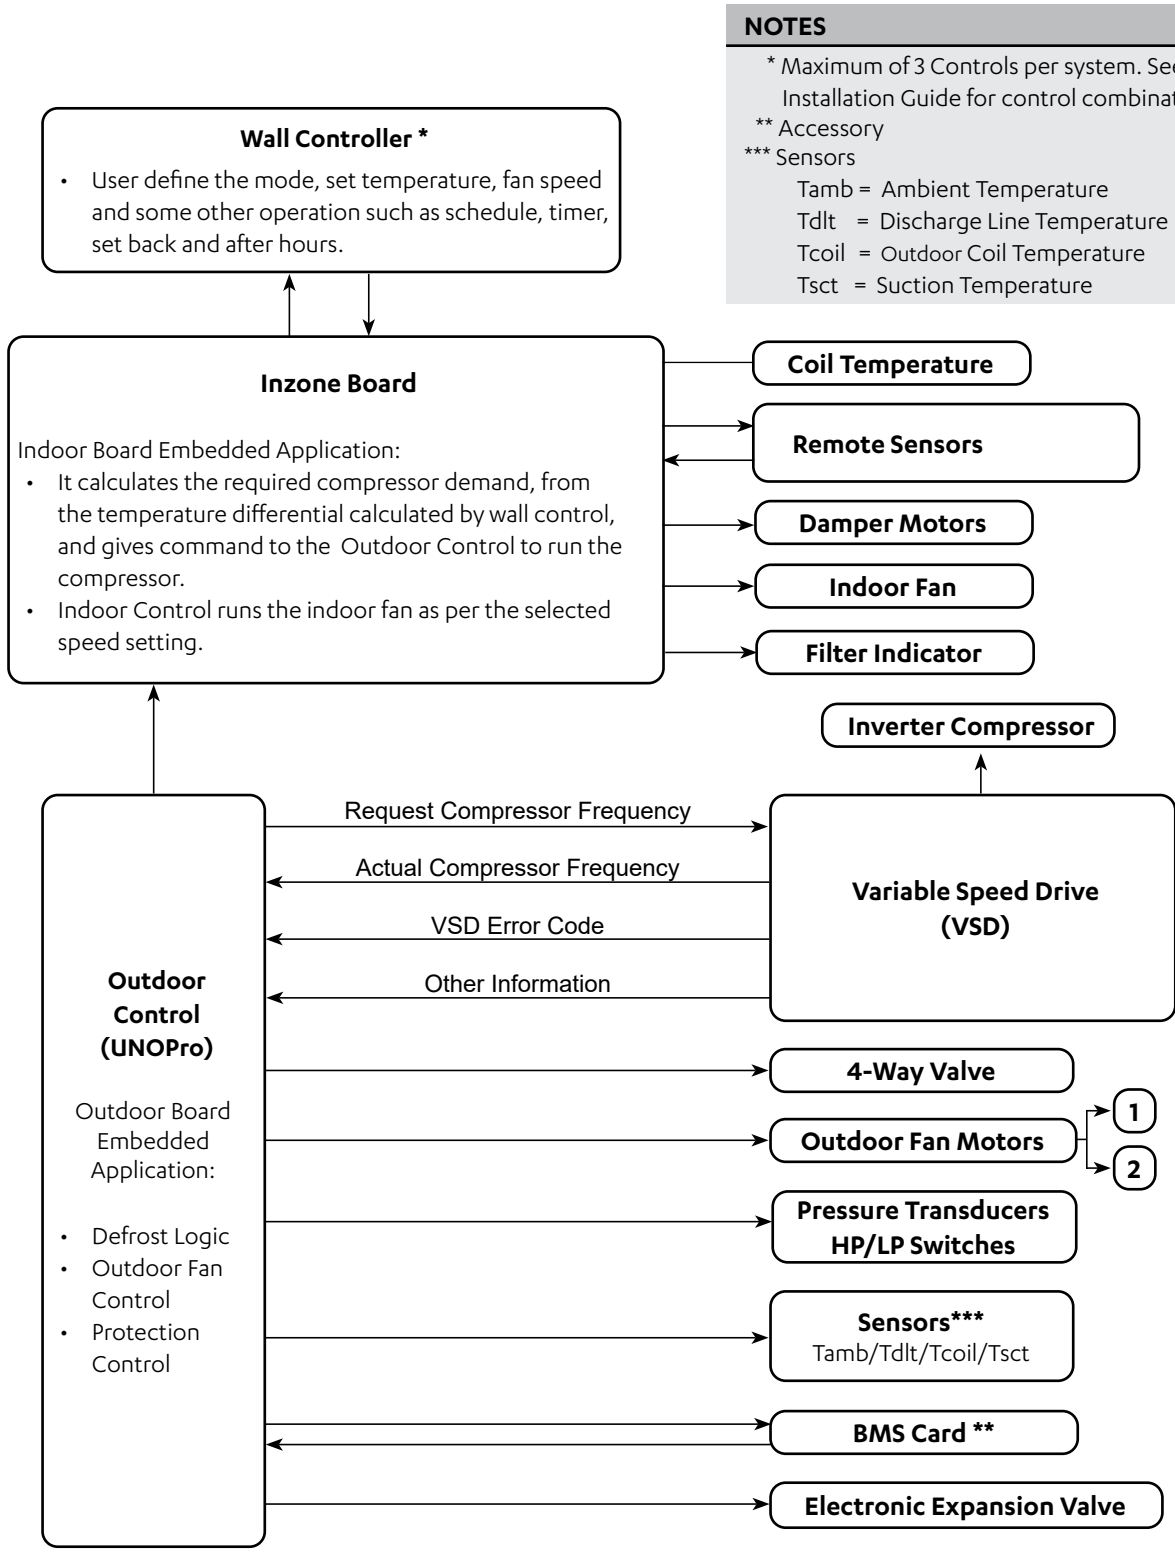 NOTES
* Maximum of 3 Controls per system. See
Installation Guide for control combinat
** Accessory
*** Sensors
Tamb = Ambient Temperature
Tdlt = Discharge Line Temperature
Tcoil = Outdoor Coil Temperature
Tsct = Suction Temperature
Wall Controller *
• User define the mode, set temperature, fan speed
and some other operation such as schedule, timer,
set back and after hours.
Inzone Board
Indoor Board Embedded Application:
• It calculates the required compressor demand, from
the temperature differential calculated by wall control,
and gives command to the Outdoor Control to run the
compressor.
• Indoor Control runs the indoor fan as per the selected
speed setting.
Coil Temperature
Remote Sensors
Damper Motors
Indoor Fan
Filter Indicator
Inverter Compressor
Request Compressor Frequency
Actual Compressor Frequency
VSD Error Code
Other Information
Variable Speed Drive
(VSD)
Outdoor
Control
(UNOPro)
Outdoor Board
Embedded
Application:
• Defrost Logic
• Outdoor Fan
Control
• Protection
Control
4-Way Valve
Outdoor Fan Motors
1
2
Pressure Transducers
HP/LP Switches
Sensors***
Tamb/Tdlt/Tcoil/Tsct
BMS Card **
Electronic Expansion Valve